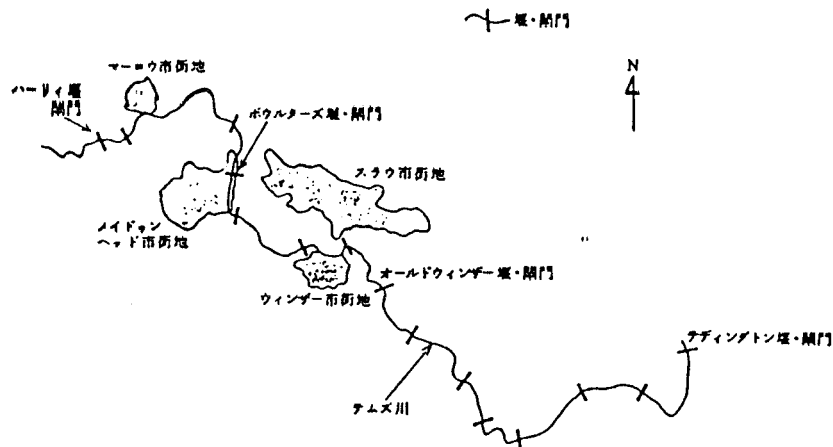 堰・閘門
マーロウ市街地
N
ハーリィ堰
閘門
ボウルターズ堰・閘門
スラウ市街地
メイドゥン
ヘッド市街地
オールドウィンザー堰・閘門
ウィンザー市街地
テディングトン堰・閘門
テムズ川